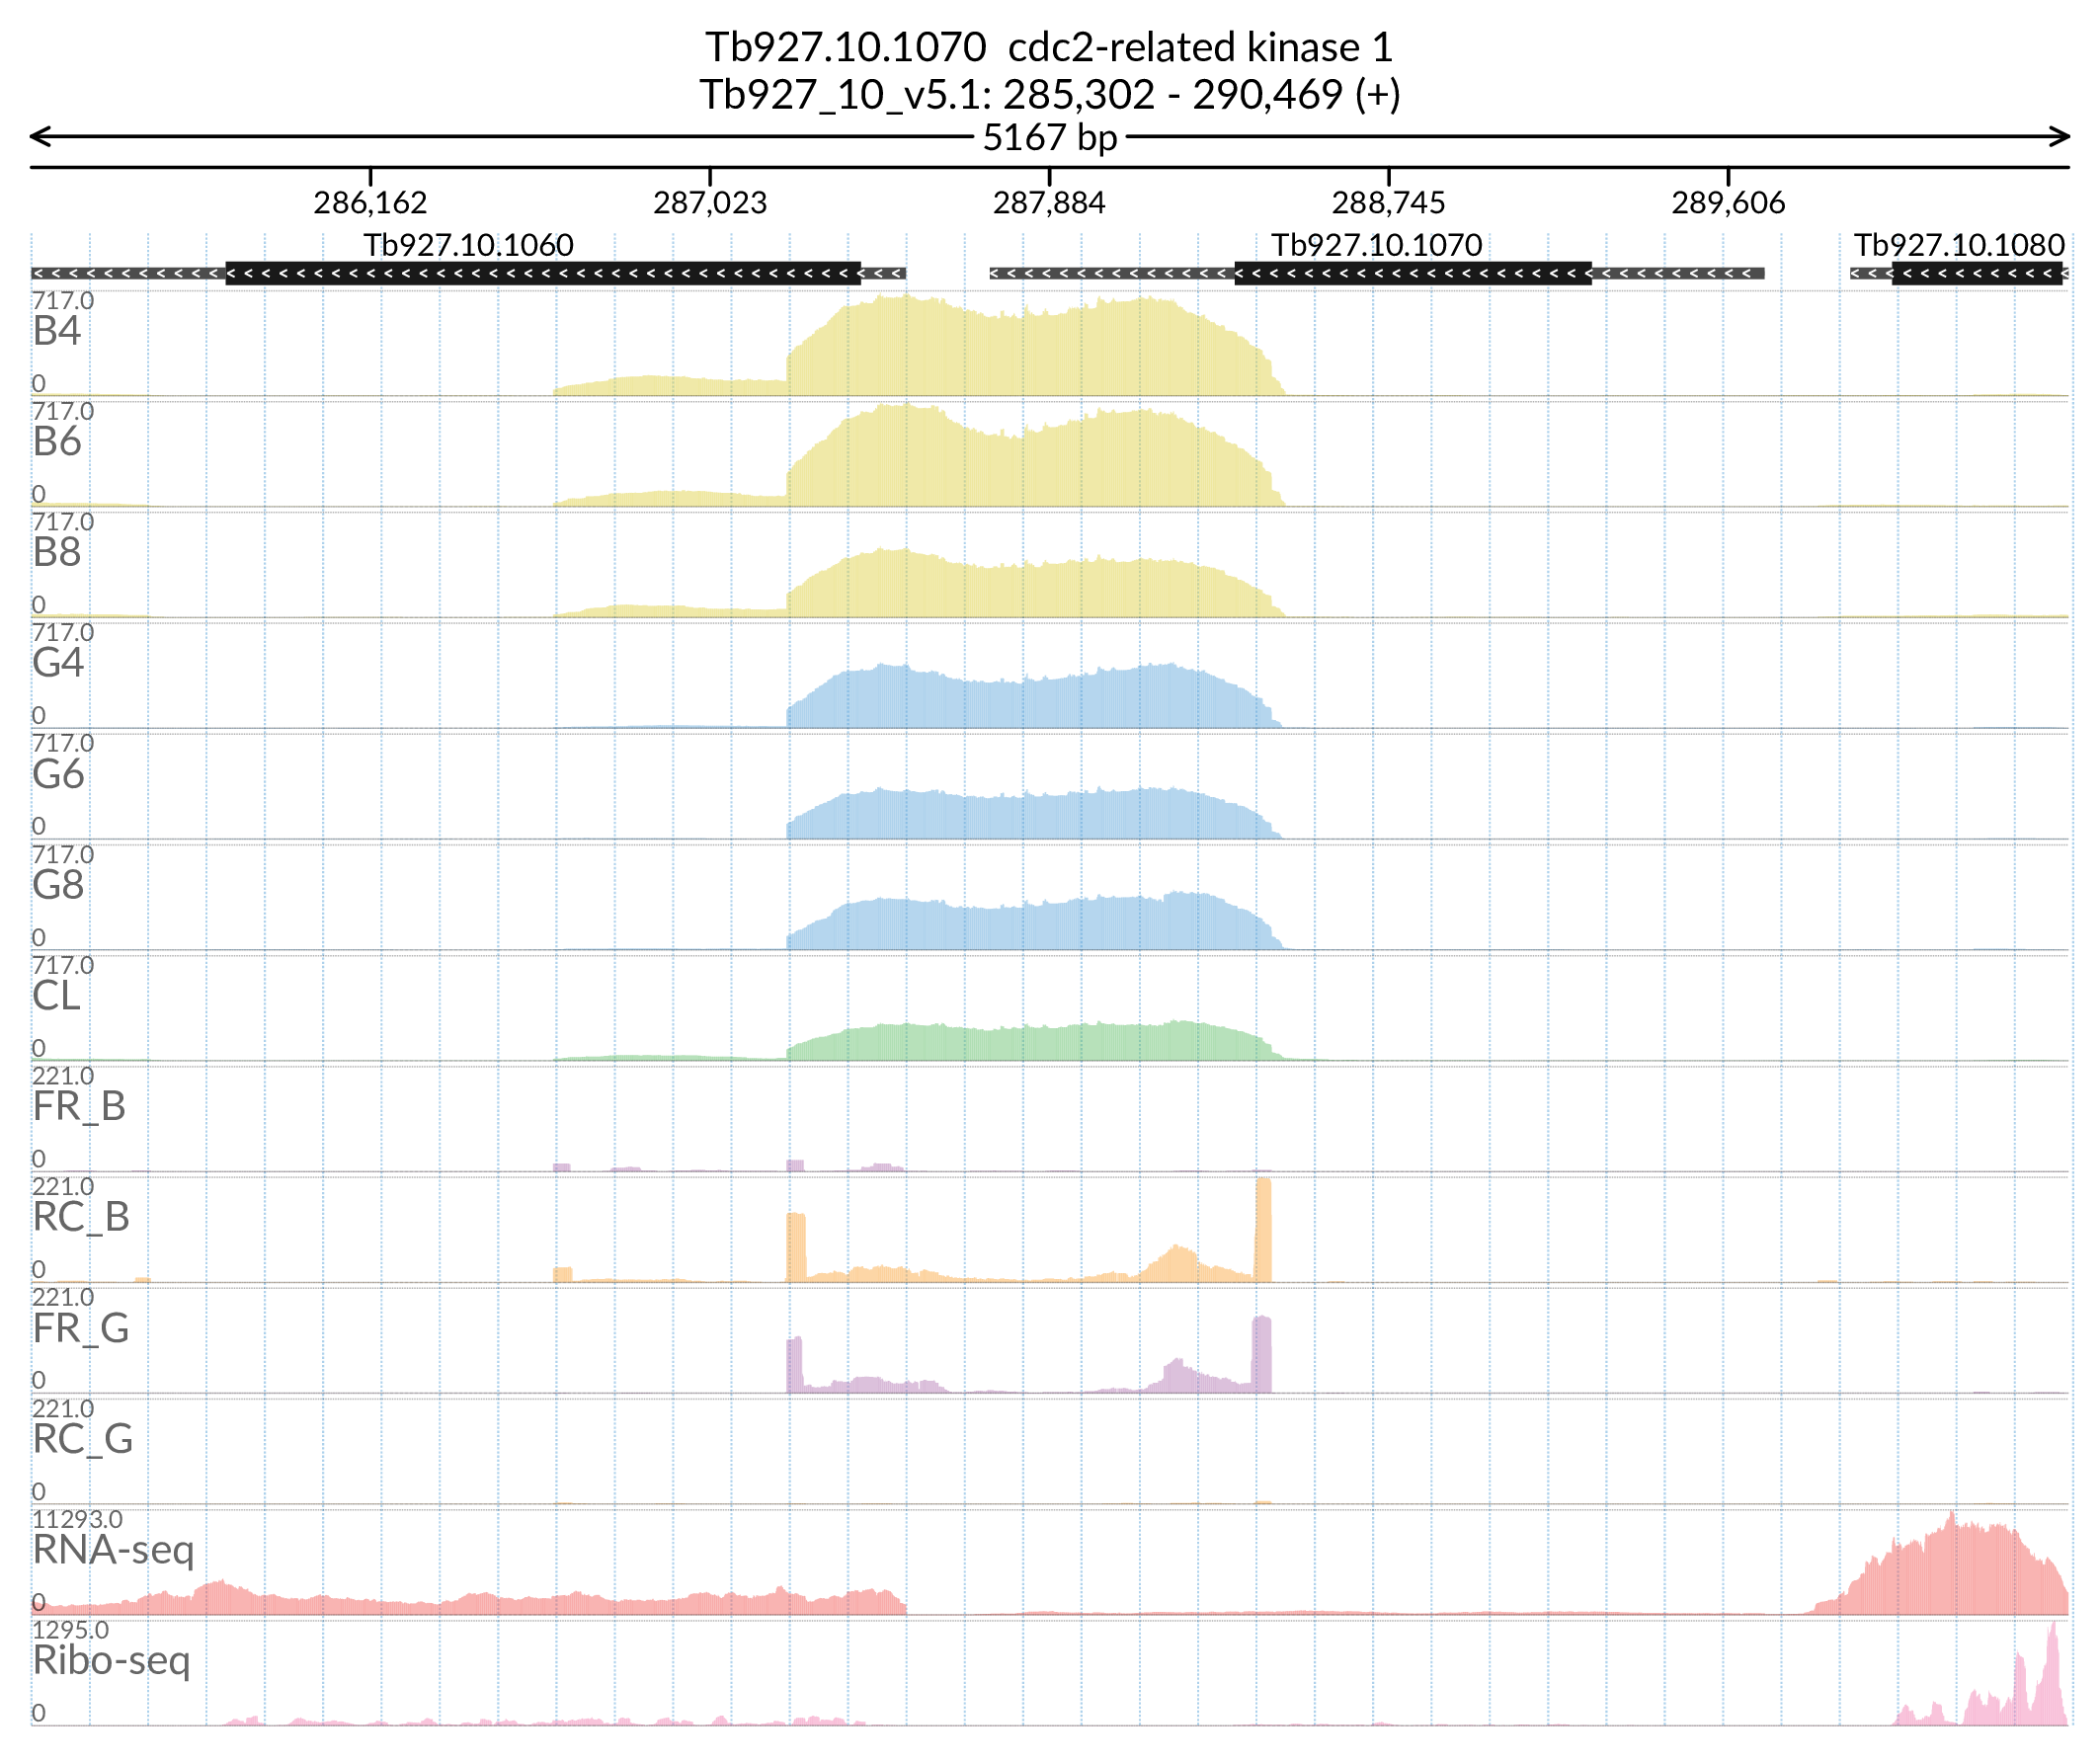 Tb927.10.1070  cdc2-related kinase 1
Tb927_10_v5.1: 285,302 - 290,469 (+)
5167 bp
286,162 287,023 287,884 288,745 289,606
Tb927.10.1060 Tb927.10.1070 Tb927.10.1080
717.0
B4
0
717.0
B6
0
717.0
B8
0
717.0
G4
0
717.0
G6
0
717.0
G8
0
717.0
CL
0
221.0
FR_B
0
221.0
RC_B
0
221.0
FR_G
0
221.0
RC_G
0
11293.0
RNA-seq
0
1295.0
Ribo-seq
0